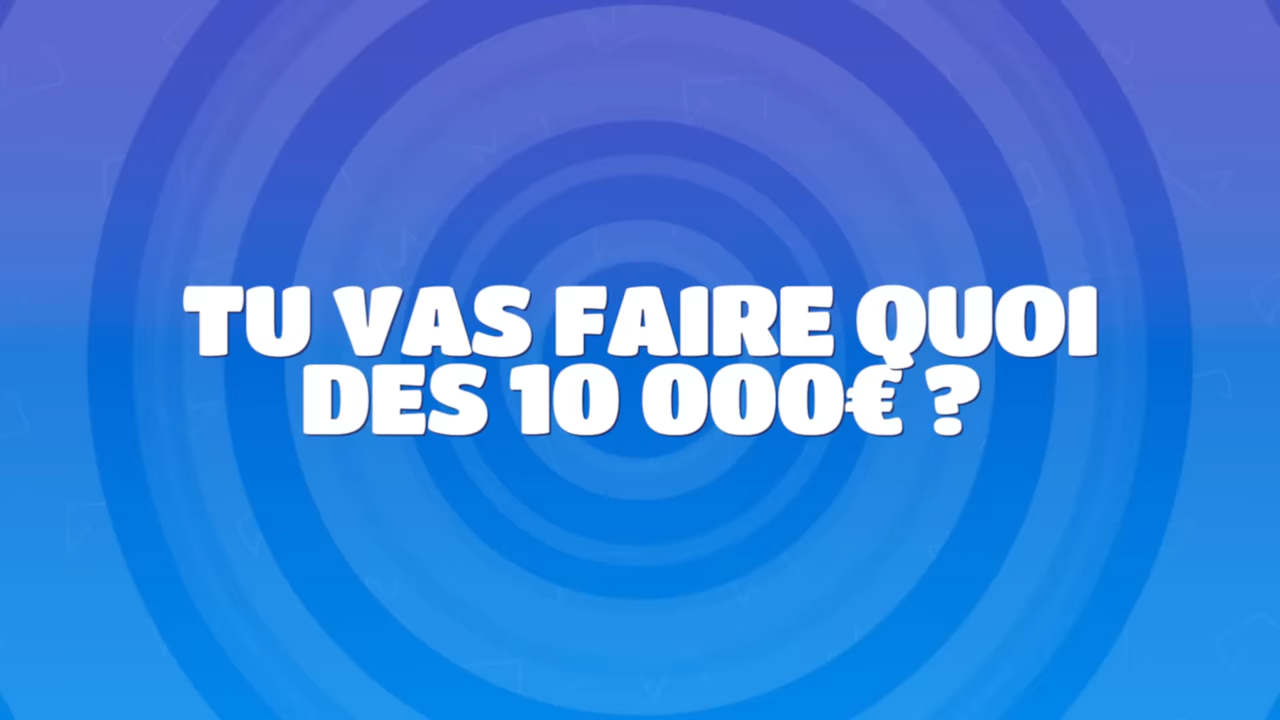 TU VAS FAIRE QUOI
DES 10 000€ ?